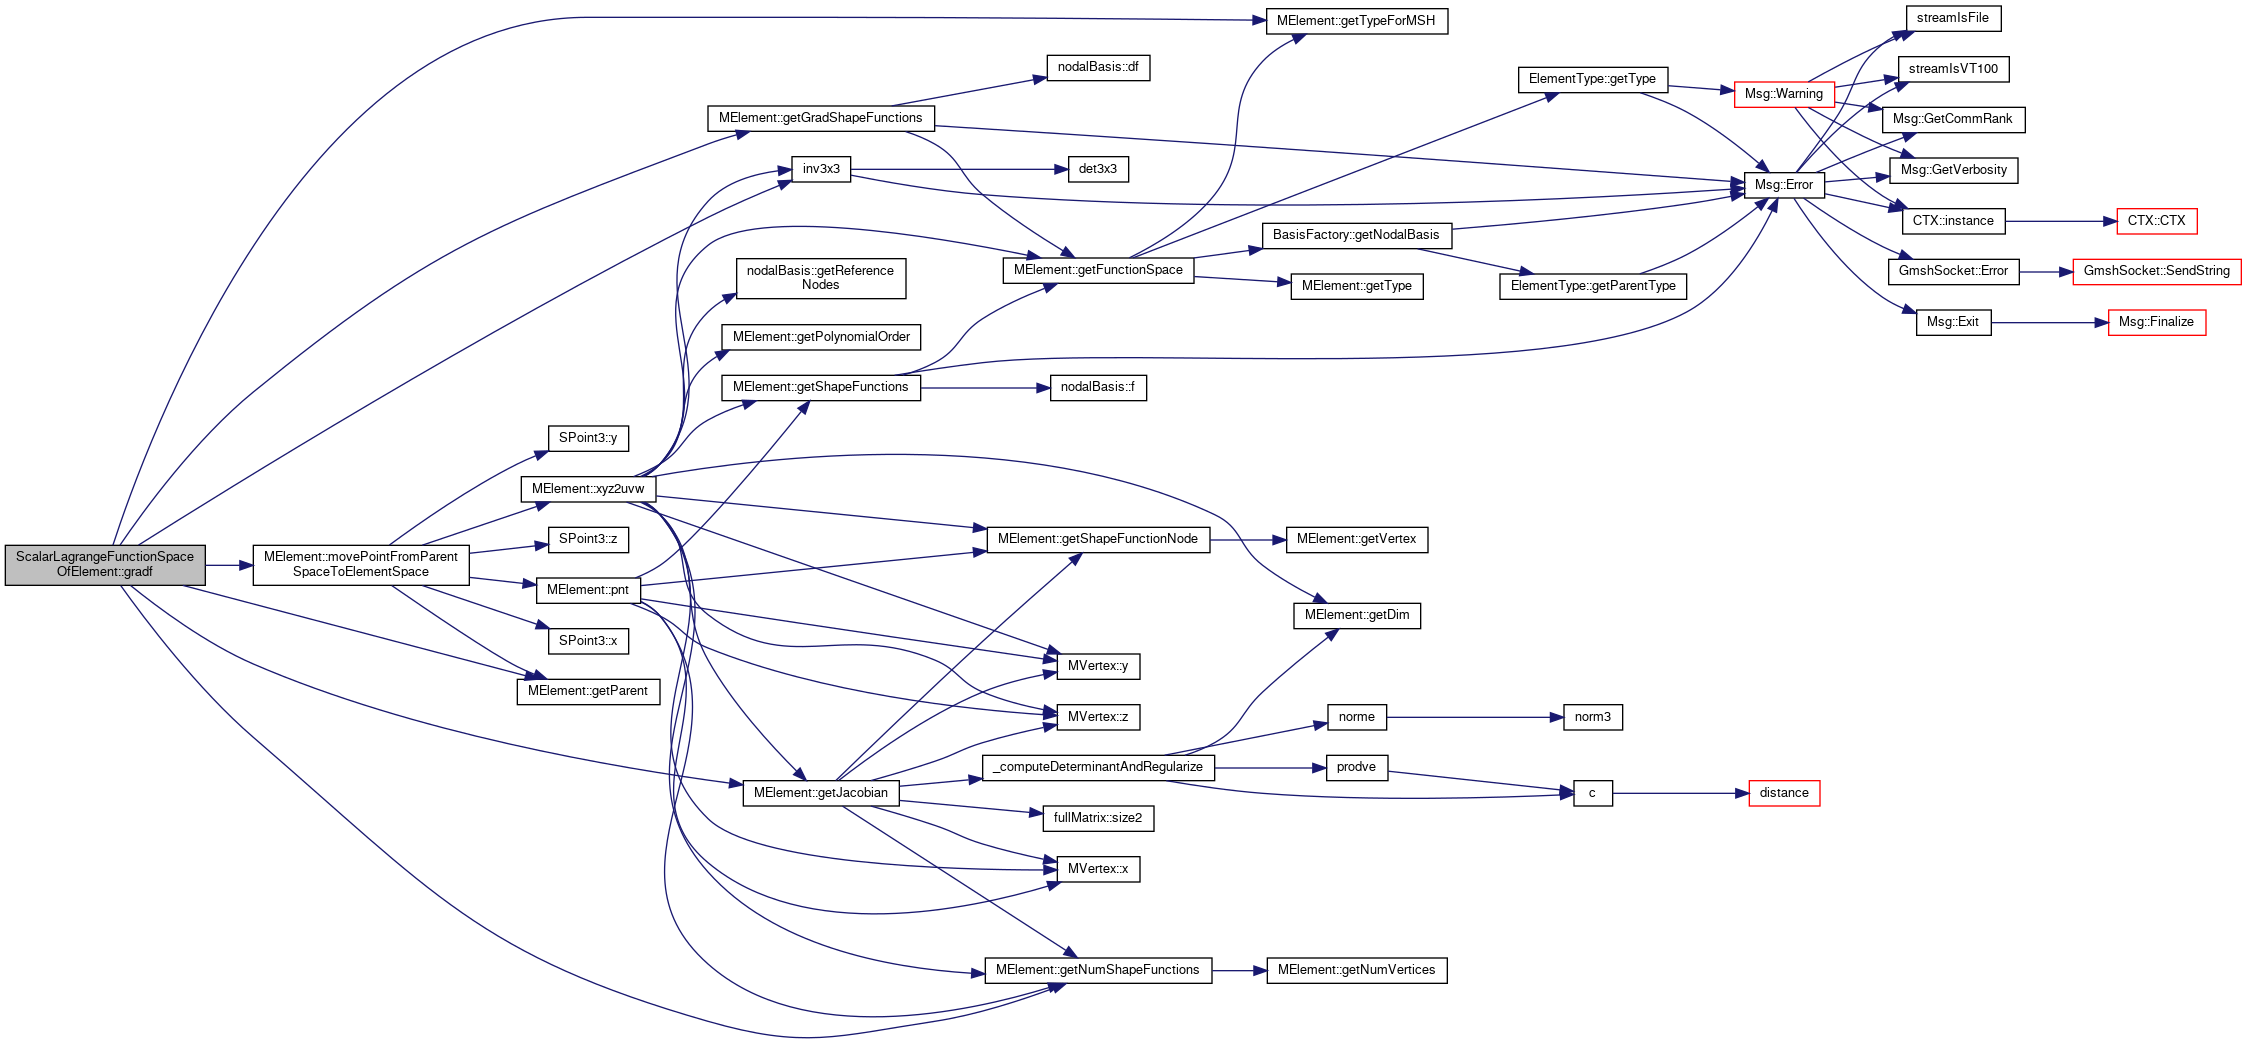 ScalarLagrangeFunctionSpace
OfElement::gradf
MElement::getTypeForMSH
nodalBasis::df
MElement::getGradShapeFunctions
inv3x3
det3x3
nodalBasis::getReference
Nodes
MElement::getPolynomialOrder
MElement::getShapeFunctions
nodalBasis::f
MElement::getFunctionSpace
BasisFactory::getNodalBasis
MElement::getType
ElementType::getType
ElementType::getParentType
Msg::Warning
Msg::Error
streamIsFile
streamIsVT100
Msg::GetCommRank
Msg::GetVerbosity
CTX::instance
CTX::CTX
GmshSocket::Error
GmshSocket::SendString
Msg::Exit
Msg::Finalize
MElement::movePointFromParent
SpaceToElementSpace
SPoint3::y
MElement::xyz2uvw
SPoint3::z
MElement::pnt
SPoint3::x
MElement::getParent
MElement::getShapeFunctionNode
MElement::getVertex
MElement::getDim
MVertex::y
MVertex::z
MElement::getJacobian
_computeDeterminantAndRegularize
norme
norm3
prodve
c
distance
fullMatrix::size2
MVertex::x
MElement::getNumShapeFunctions
MElement::getNumVertices